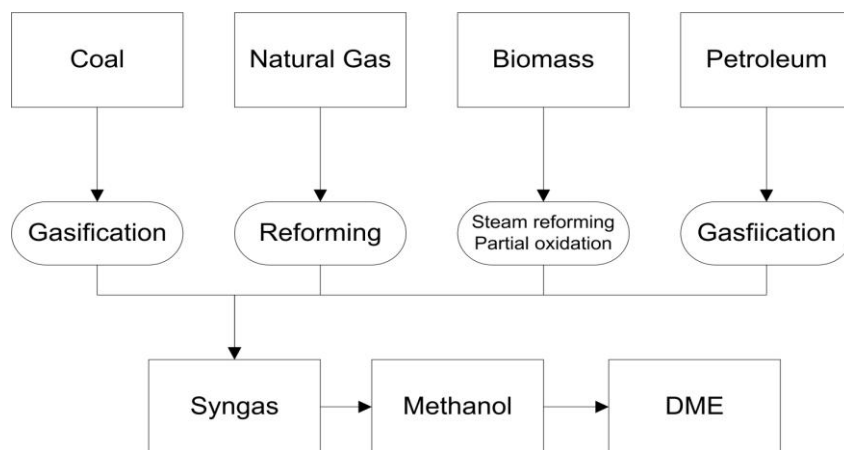 Coal
Natural Gas
Biomass
Petroleum
Gasification
Reforming
Steam reforming
Partial oxidation
Gasfiication
Syngas
Methanol
DME